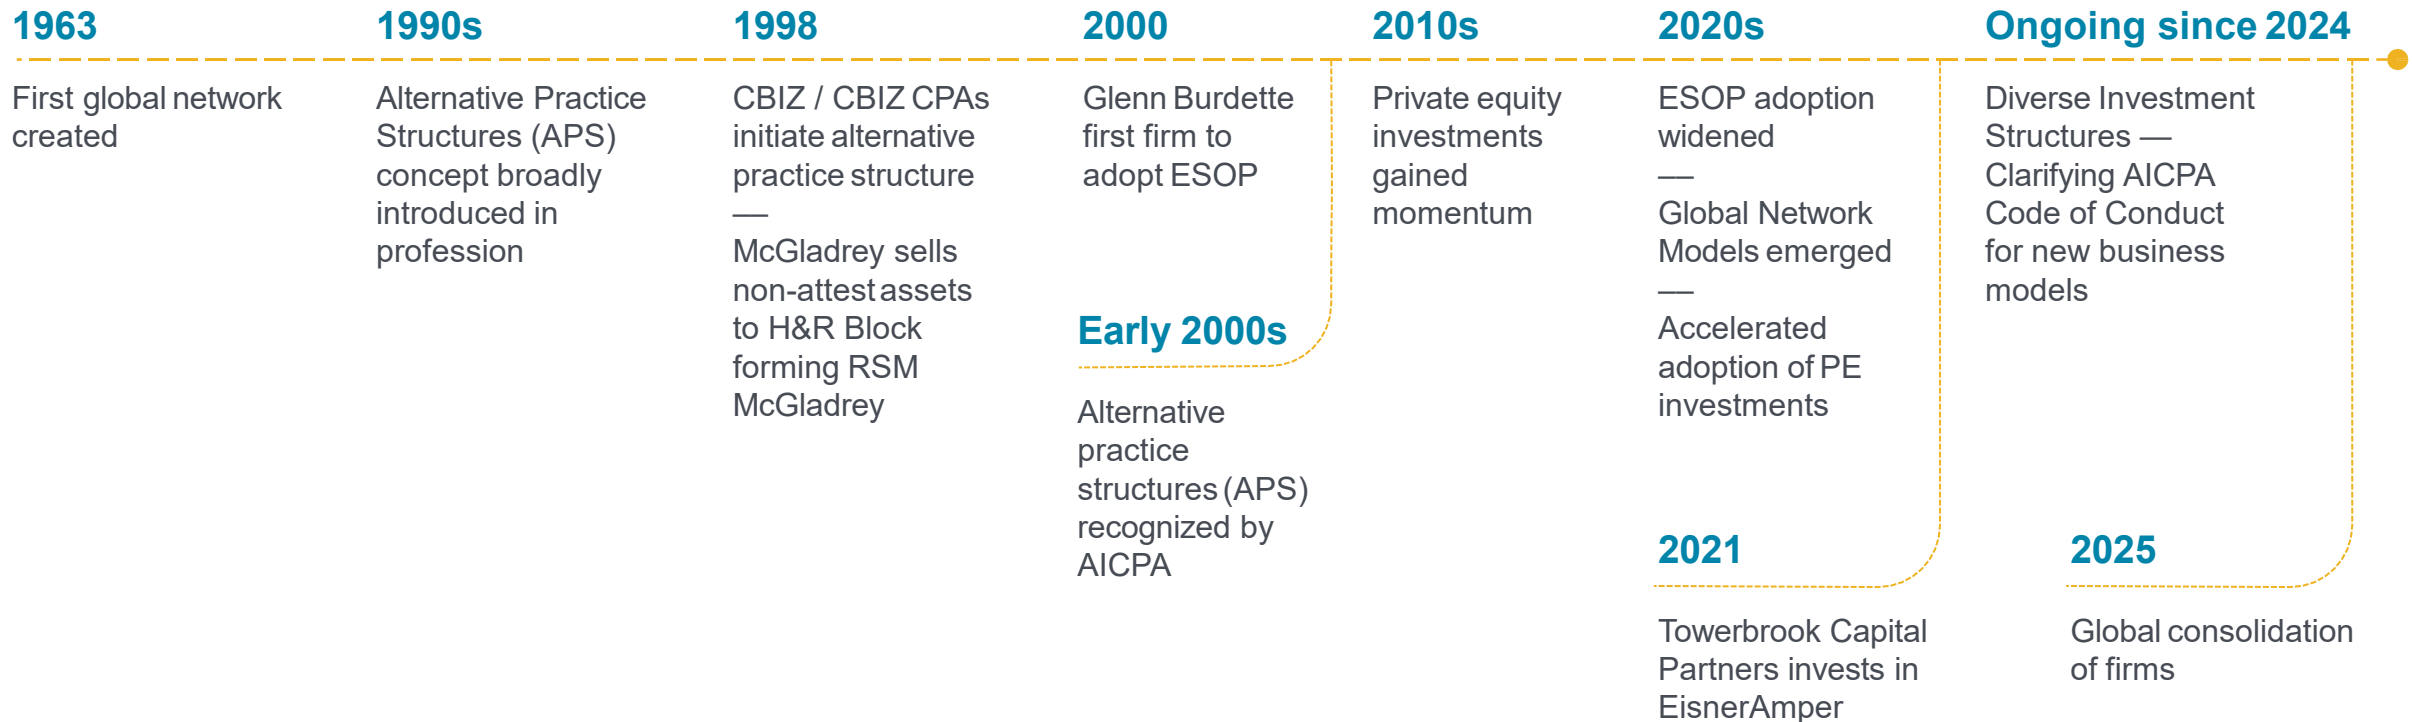 1963
First global network
created
1990s
Alternative Practice
Structures (APS)
concept broadly
introduced in
profession
1998
CBIZ / CBIZ CPAs
initiate alternative
practice structure
—
McGladrey sells
non-attest assets
to H&R Block
forming RSM
McGladrey
2000
Glenn Burdette
first firm to
adopt ESOP
Early 2000s
Alternative
practice
structures (APS)
recognized by
AICPA
2010s
Private equity
investments
gained
momentum
2020s
ESOP adoption
widened
—
Global Network
Models emerged
—
Accelerated
adoption of PE
investments
2021
Towerbrook Capital
Partners invests in
EisnerAmper
Ongoing since 2024
Diverse Investment
Structures —
Clarifying AICPA
Code of Conduct
for new business
models
2025
Global consolidation
of firms